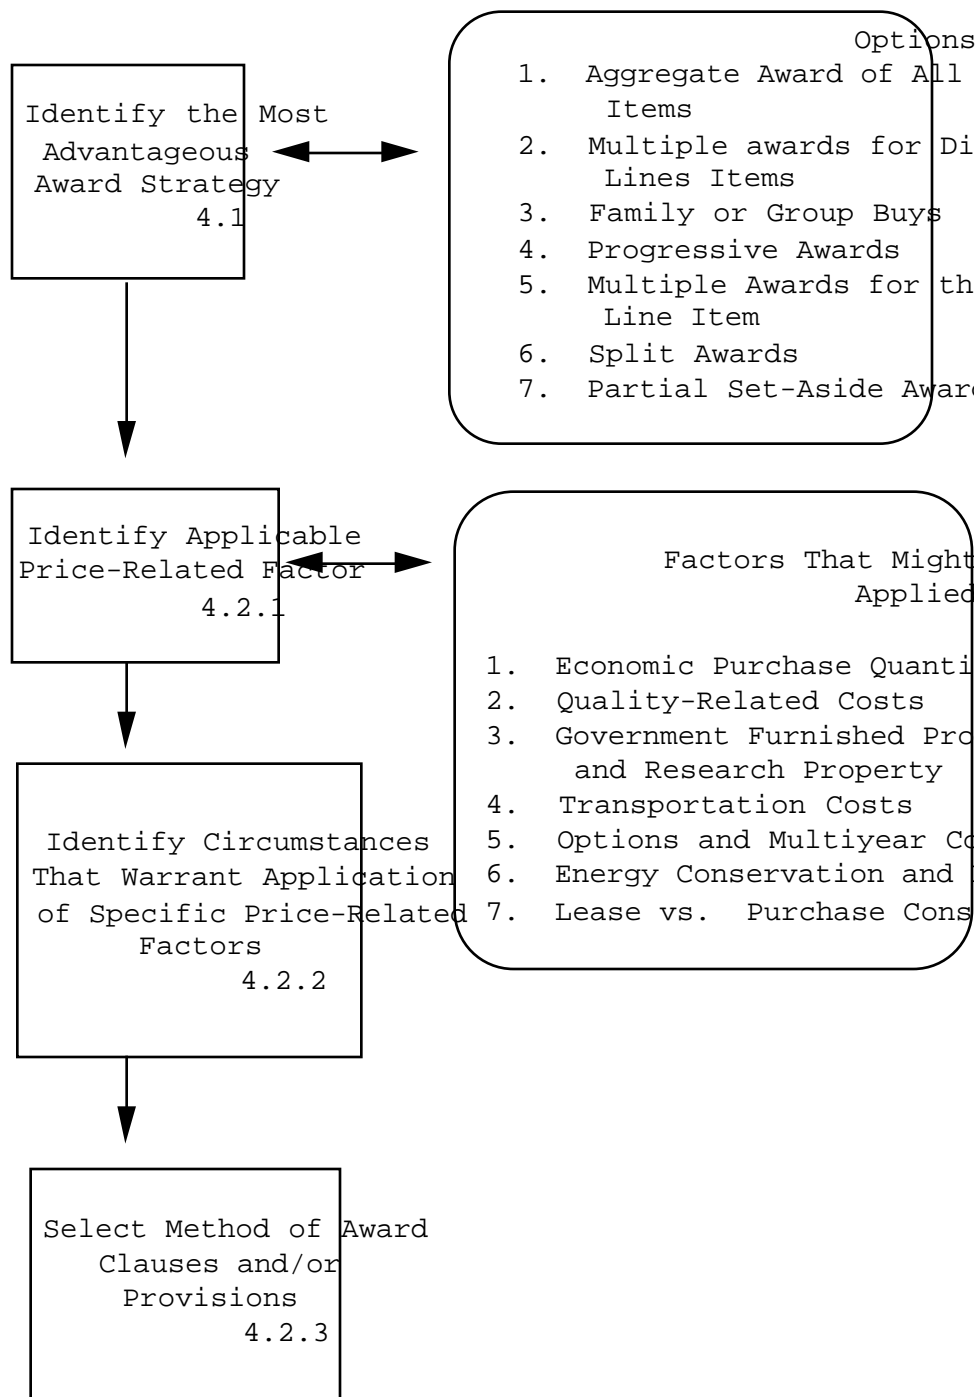 Identify the Most
Advantageous
Award Strategy
4.1
Options
1. Aggregate Award of All
Items
2. Multiple awards for Di
Lines Items
3. Family or Group Buys
4. Progressive Awards
5. Multiple Awards for th
Line Item
6. Split Awards
7. Partial Set-Aside Awar
Identify Applicable
Price-Related Factor
4.2.1
Factors That Might
Applied
1. Economic Purchase Quanti
2. Quality-Related Costs
3. Government Furnished Pro
and Research Property
4. Transportation Costs
5. Options and Multiyear Co
6. Energy Conservation and
7. Lease vs. Purchase Cons
Identify Circumstances
That Warrant Application
of Specific Price-Related
Factors
4.2.2
Select Method of Award
Clauses and/or
Provisions
4.2.3